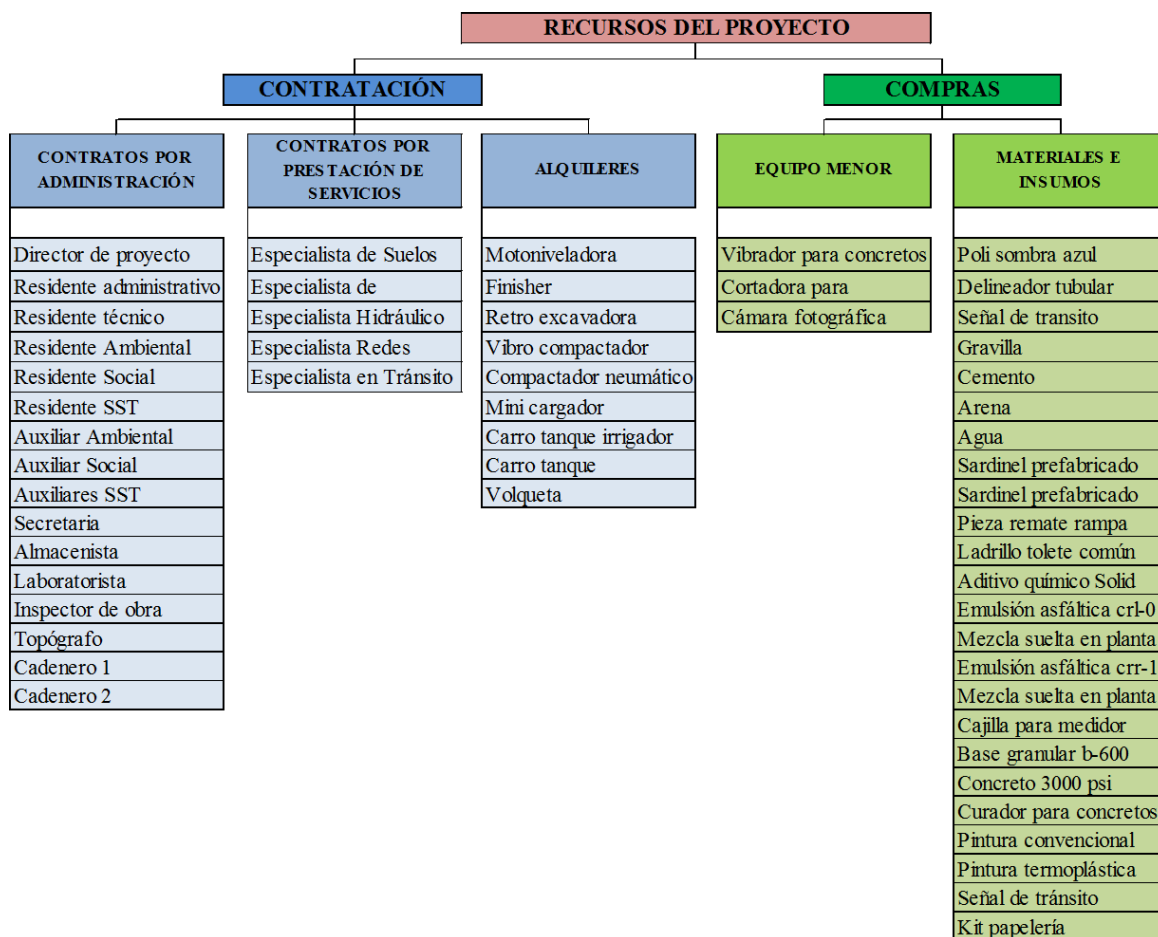 RECURSOS DEL PROYECTO
CONTRATACIÓN
COMPRAS
CONTRATOS POR
ADMINISTRACIÓN
CONTRATOS POR
PRESTACIÓN DE
SERVICIOS
ALQUILERES
EQUIPO MENOR
MATERIALES E
INSUMOS
Director de proyecto
Residente administrativo
Residente técnico
Residente Ambiental
Residente Social
Residente SST
Auxiliar Ambiental
Auxiliar Social
Auxiliares SST
Secretaria
Almacenista
Laboratorista
Inspector de obra
Topógrafo
Cadenero 1
Cadenero 2
Especialista de Suelos
Especialista de
Especialista Hidráulico
Especialista Redes
Especialista en Tránsito
Motoniveladora
Finisher
Retro excavadora
Vibro compactador
Compactador neumático
Mini cargador
Carro tanque irrigador
Carro tanque
Volqueta
Vibrador para concretos
Cortadora para
Cámara fotográfica
Poli sombra azul
Delineador tubular
Señal de transito
Gravilla
Cemento
Arena
Agua
Sardinel prefabricado
Sardinel prefabricado
Pieza remate rampa
Ladrillo tolete común
Aditivo químico Solid
Emulsión asfáltica crl-0
Mezcla suelta en planta
Emulsión asfáltica crr-1
Mezcla suelta en planta
Cajilla para medidor
Base granular b-600
Concreto 3000 psi
Curador para concretos
Pintura convencional
Pintura termoplástica
Señal de tránsito
Kit papelería